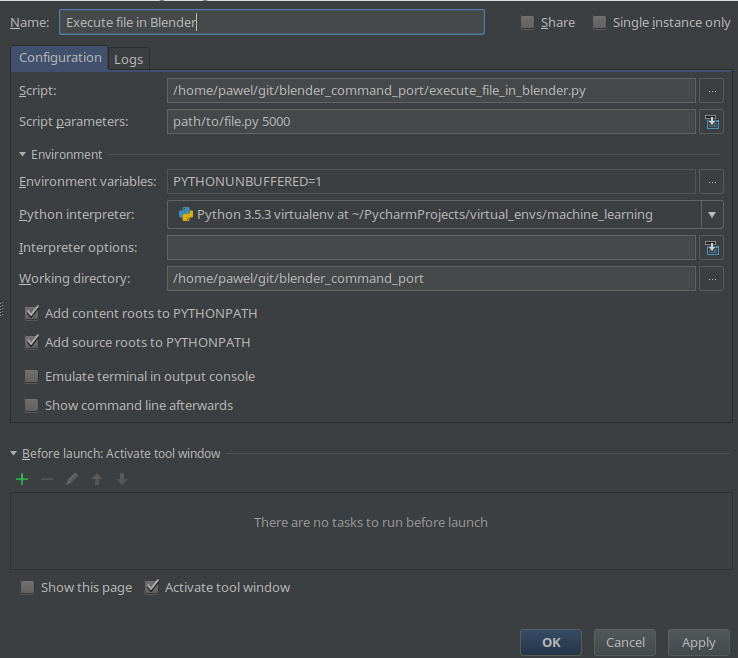 Name: Execute file in Blender Share Single instance only
Configuration Logs
Script: /home/pawel/git/blender_command_port/execute_file_in_blender.py ...
Script parameters: path/to/file.py 5000
Environment
Environment variables: PYTHONUNBUFFERED=1 ...
Python interpreter: Python 3.5.3 virtualenv at ~/PycharmProjects/virtual_envs/machine_learning
Interpreter options:
Working directory: /home/pawel/git/blender_command_port ...
Add content roots to PYTHONPATH
Add source roots to PYTHONPATH
Emulate terminal in output console
Show command line afterwards
Before launch: Activate tool window
There are no tasks to run before launch
Show this page Activate tool window
OK Cancel Apply